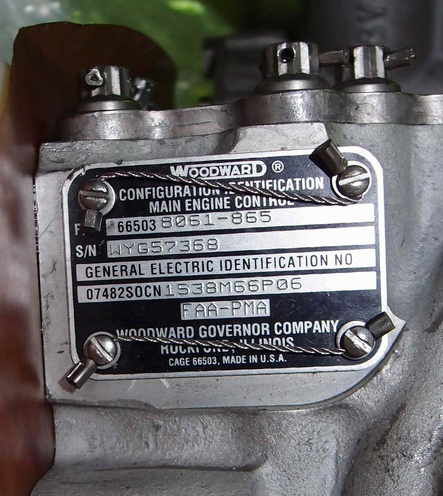 WOODWARD®
CONFIGURATION IDENTIFICATION
MAIN ENGINE CONTROL
66503 8061-865
S/N WYG57368
GENERAL ELECTRIC IDENTIFICATION NO
07482SOCN 1538M66P06
FAA-PMA
WOODWARD GOVERNOR COMPANY
ROCKFORD, ILLINOIS
CAGE 66503, MADE IN U.S.A.